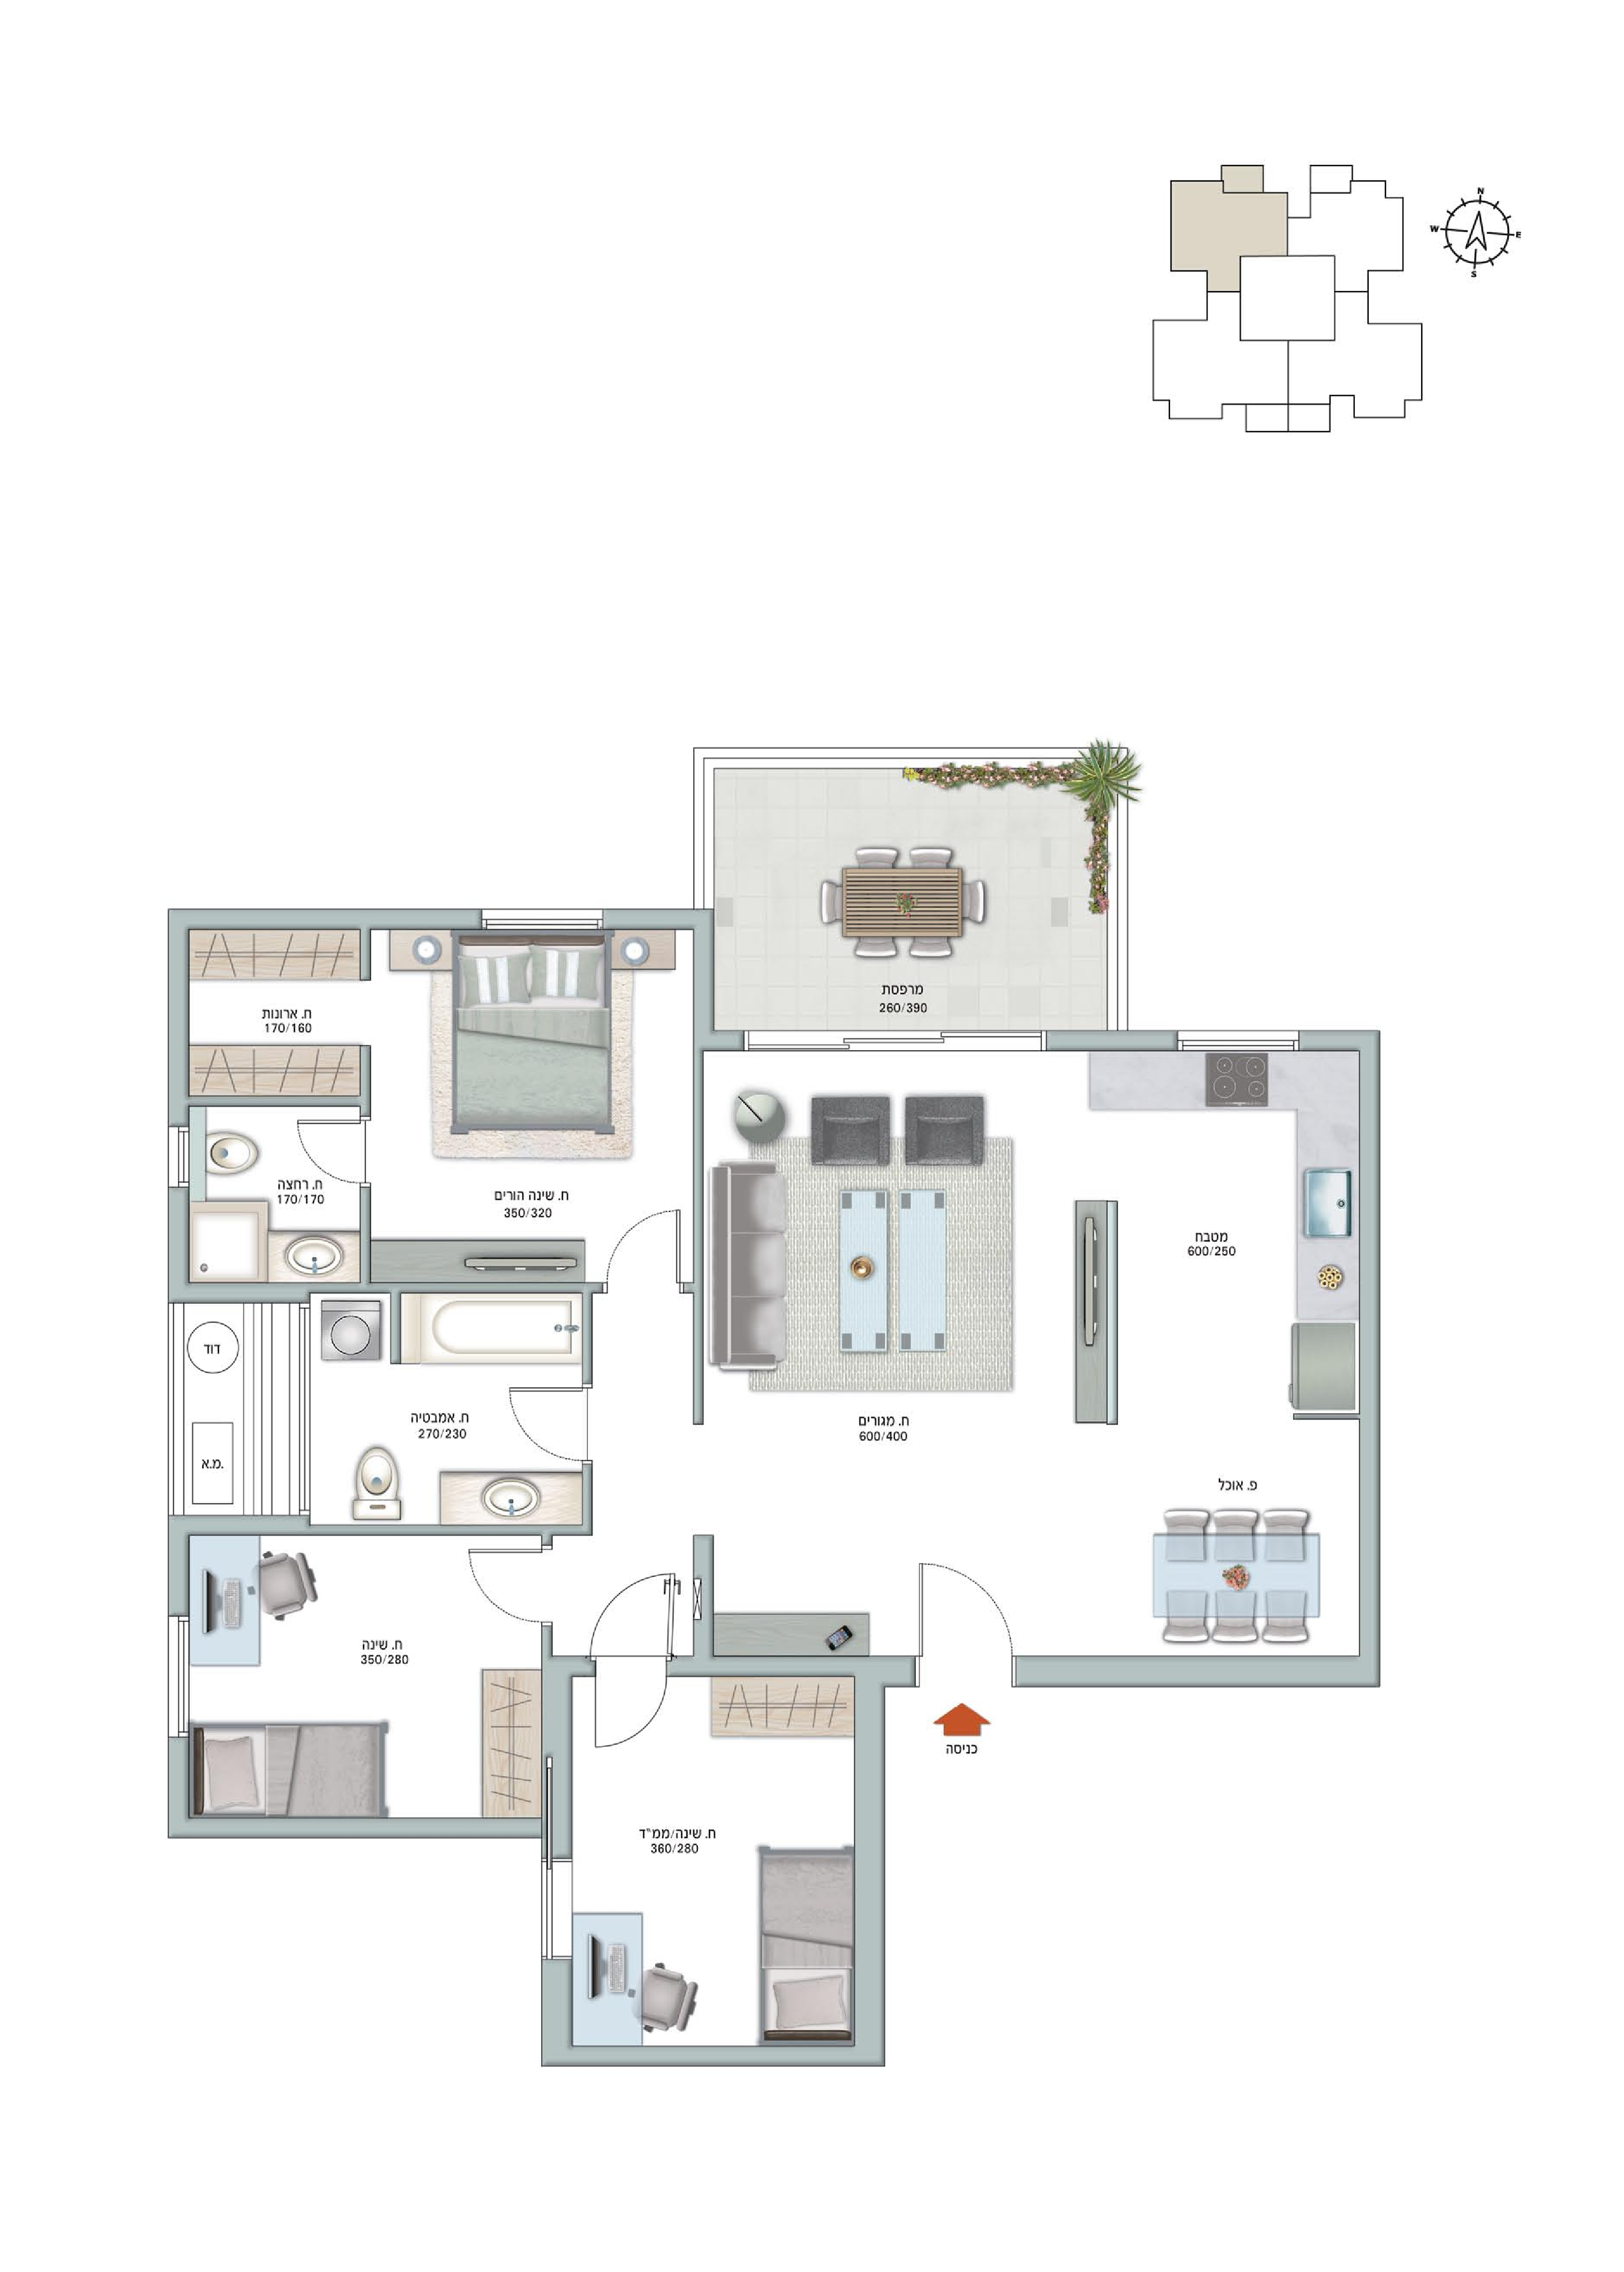 N
W
E
S
מרפסת
260/390
ח. ארונות
170/160
ח. רחצה
170/170
ח. שינה הורים
350/320
מטבח
600/250
דוד
מ.א.
ח. אמבטיה
270/230
ח. מגורים
600/400
פ. אוכל
ח. שינה
350/280
כניסה
ח. שינה/ממ"ד
360/280